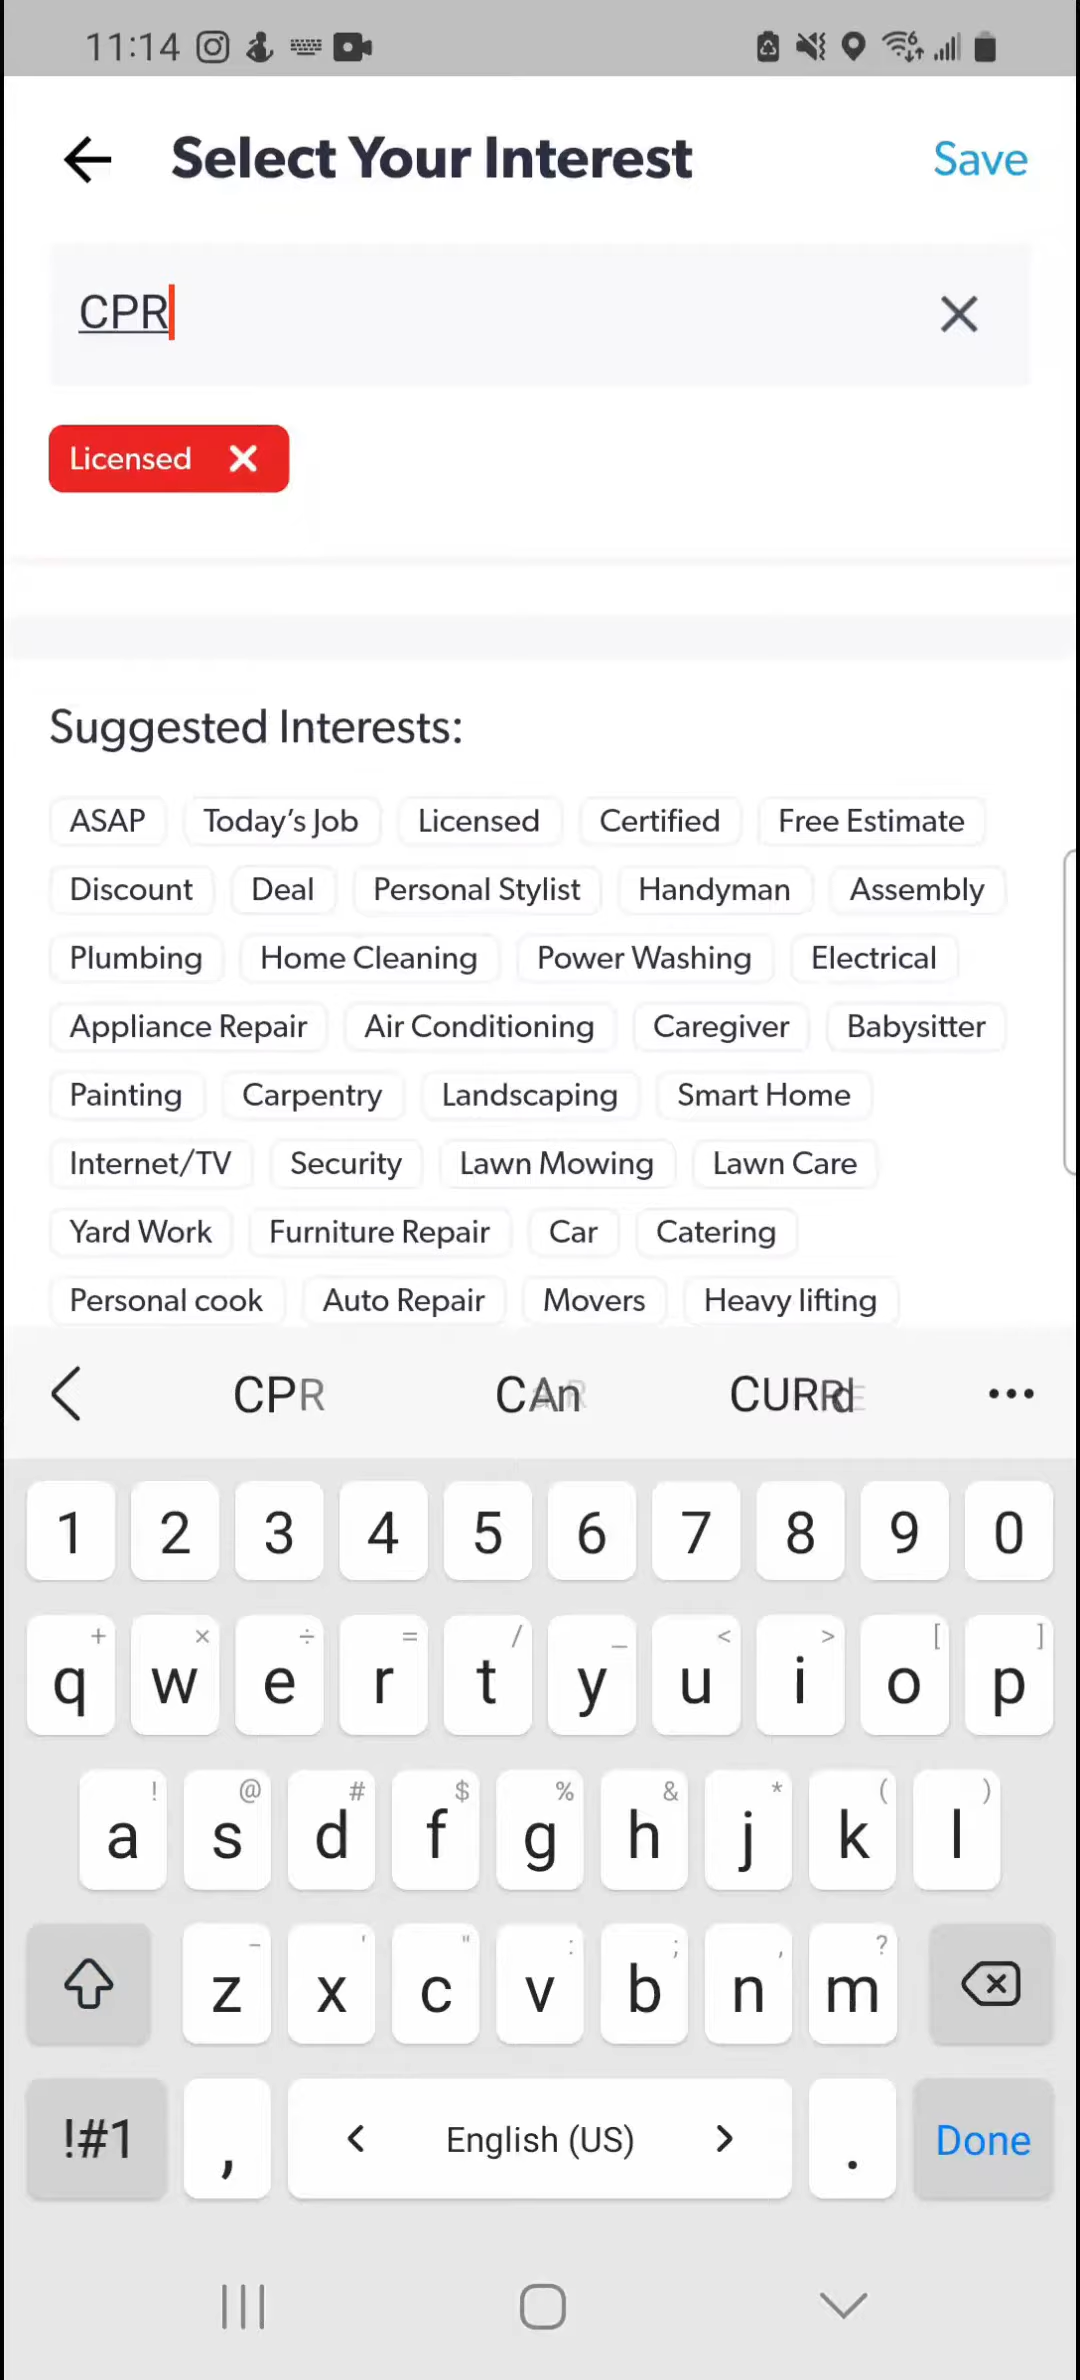 11:14
Select Your Interest Save
CPR
Licensed
Suggested Interests:
ASAP Today's Job Licensed Certified Free Estimate
Discount Deal Personal Stylist Handyman Assembly
Plumbing Home Cleaning Power Washing Electrical
Appliance Repair Air Conditioning Caregiver Babysitter
Painting Carpentry Landscaping Smart Home
Internet/TV Security Lawn Mowing Lawn Care
Yard Work Furniture Repair Car Catering
Personal cook Auto Repair Movers Heavy lifting
CPR
1 2 3 4 5 6 7 8 9 0
+ × ÷ = / _ < > [ ]
q w e r t y u i o p
! @ # $ % & * ( )
a s d f g h j k l
- ' " : ; , ?
z x c v b n m
!#1 , < English (US) > . Done